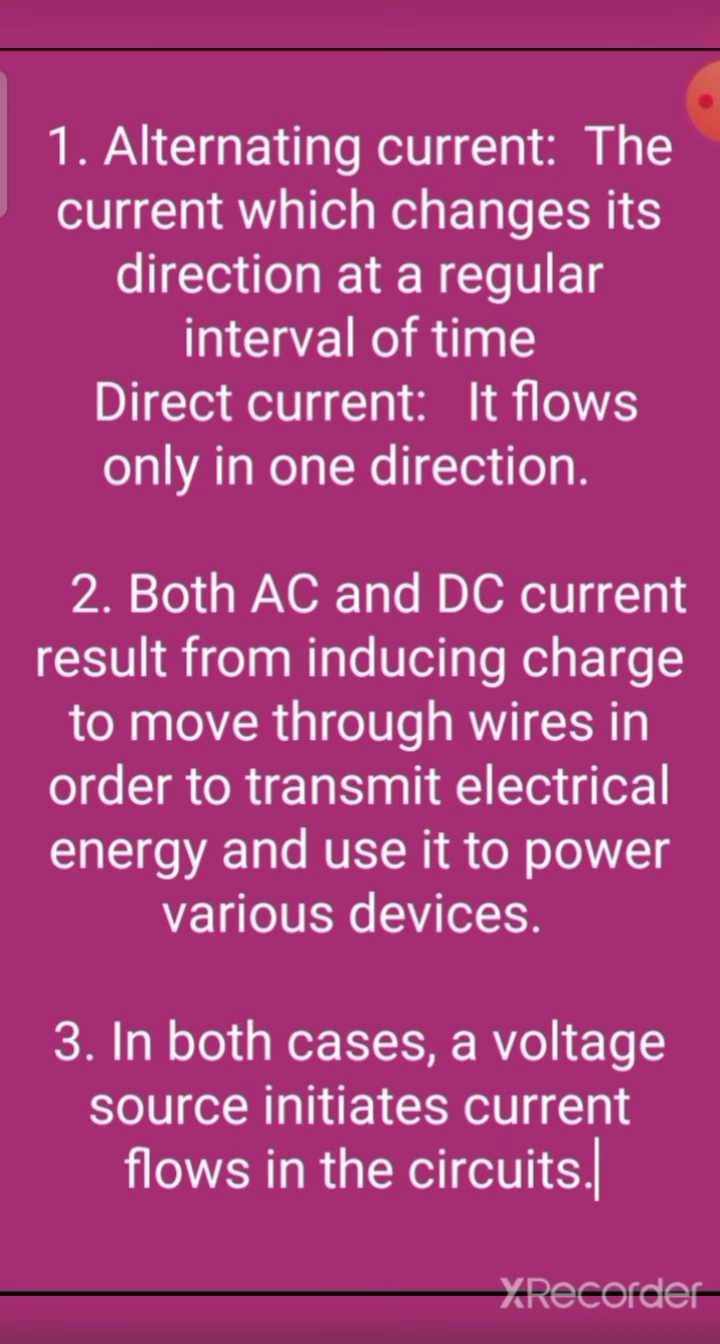 1. Alternating current:  The
current which changes its
direction at a regular
interval of time
Direct current:   It flows
only in one direction.
2. Both AC and DC current
result from inducing charge
to move through wires in
order to transmit electrical
energy and use it to power
various devices.
3. In both cases, a voltage
source initiates current
flows in the circuits.
XRecorder